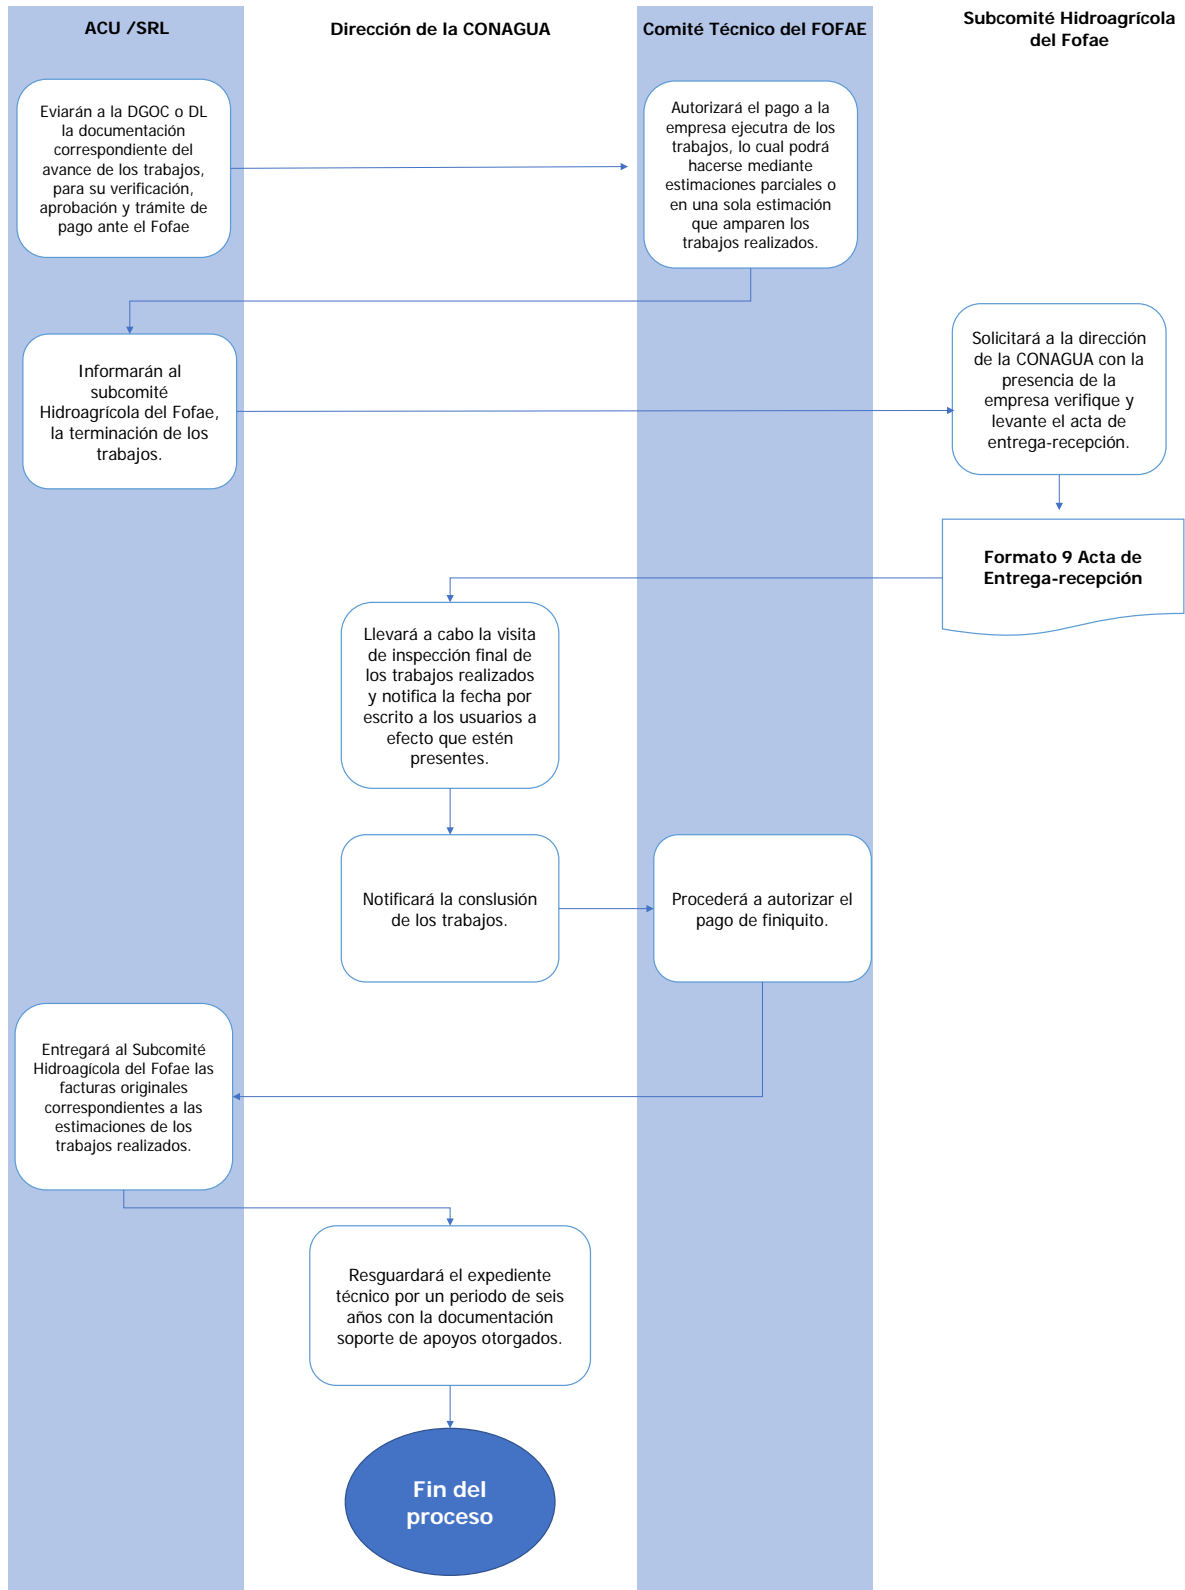 ACU /SRL
Dirección de la CONAGUA
Comité Técnico del FOFAE
Subcomité Hidroagrícola
del Fofae
Eviarán a la DGOC o DL
la documentación
correspondiente del
avance de los trabajos,
para su verificación,
aprobación y trámite de
pago ante el Fofae
Autorizará el pago a la
empresa ejecutra de los
trabajos, lo cual podrá
hacerse mediante
estimaciones parciales o
en una sola estimación
que amparen los
trabajos realizados.
Informarán al
subcomité
Hidroagrícola del Fofae,
la terminación de los
trabajos.
Solicitará a la dirección
de la CONAGUA con la
presencia de la
empresa verifique y
levante el acta de
entrega-recepción.
Formato 9 Acta de
Entrega-recepción
Llevará a cabo la visita
de inspección final de
los trabajos realizados
y notifica la fecha por
escrito a los usuarios a
efecto que estén
presentes.
Notificará la conslusión
de los trabajos.
Procederá a autorizar el
pago de finiquito.
Entregará al Subcomité
Hidroagícola del Fofae las
facturas originales
correspondientes a las
estimaciones de los
trabajos realizados.
Resguardará el expediente
técnico por un periodo de seis
años con la documentación
soporte de apoyos otorgados.
Fin del
proceso